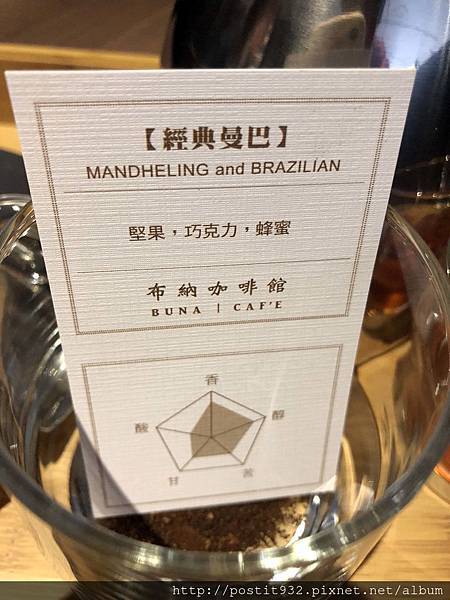 【經典曼巴】
MANDHELING and BRAZILIAN
堅果，巧克力，蜂蜜
布納咖啡館
BUNA | CAF'E
香
酸 醇
甘 苦
http://postit932.pixnet.net/album